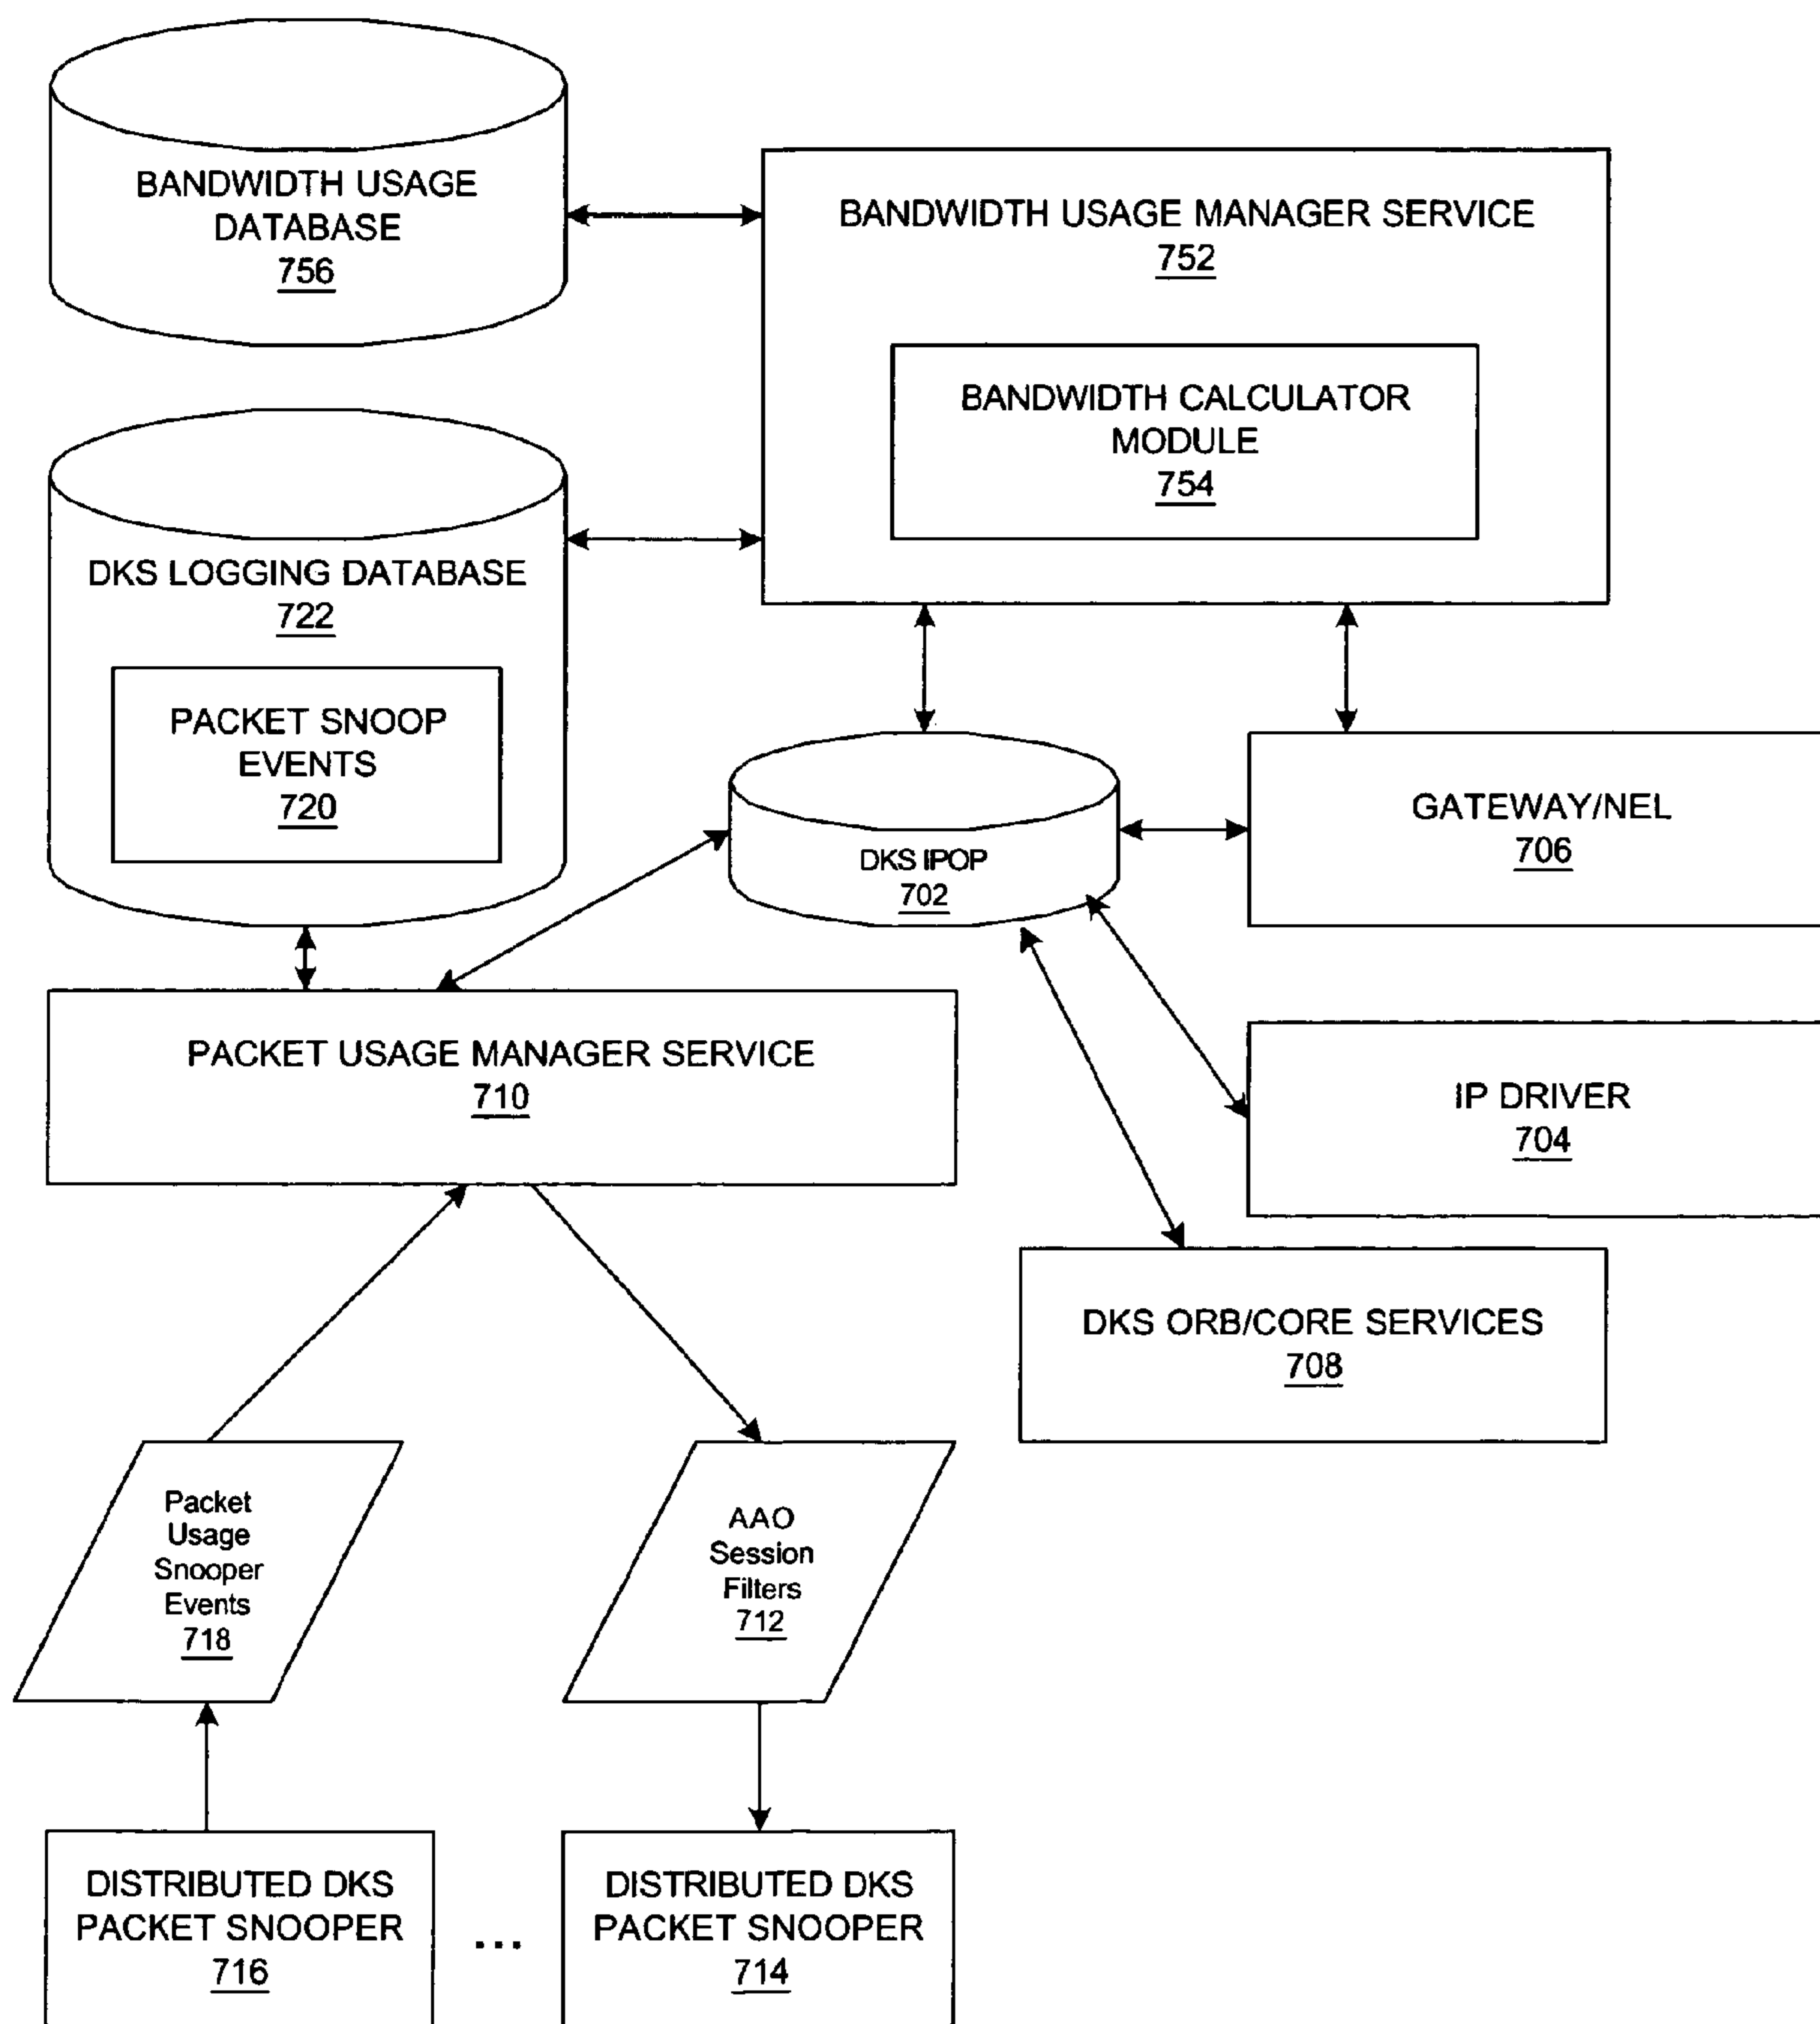 BANDWIDTH USAGE
DATABASE
756
BANDWIDTH USAGE MANAGER SERVICE
752
BANDWIDTH CALCULATOR
MODULE
754
DKS LOGGING DATABASE
722
PACKET SNOOP
EVENTS
720
DKS IPOP
702
GATEWAY/NEL
706
PACKET USAGE MANAGER SERVICE
710
IP DRIVER
704
DKS ORB/CORE SERVICES
708
Packet
Usage
Snooper
Events
718
AAO
Session
Filters
712
DISTRIBUTED DKS
PACKET SNOOPER
716
...
DISTRIBUTED DKS
PACKET SNOOPER
714